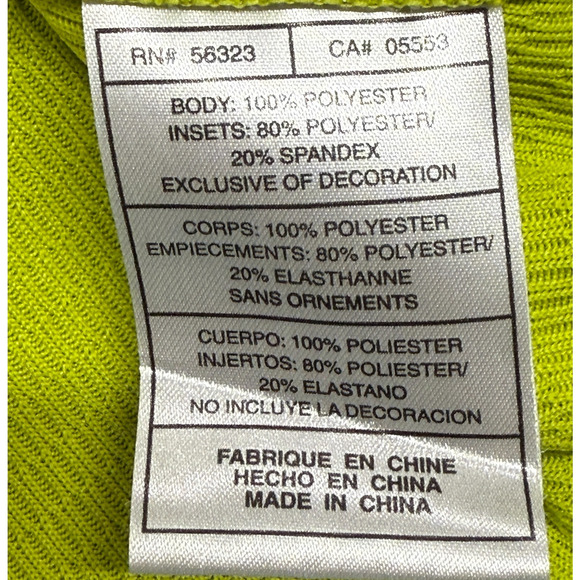 RN# 56323 CA# 05553
BODY: 100% POLYESTER
INSETS: 80% POLYESTER/
20% SPANDEX
EXCLUSIVE OF DECORATION
CORPS: 100% POLYESTER
EMPIECEMENTS: 80% POLYESTER/
20% ELASTHANNE
SANS ORNEMENTS
CUERPO: 100% POLIESTER
INJERTOS: 80% POLIESTER/
20% ELASTANO
NO INCLUYE LA DECORACION
FABRIQUE EN CHINE
HECHO EN CHINA
MADE IN CHINA